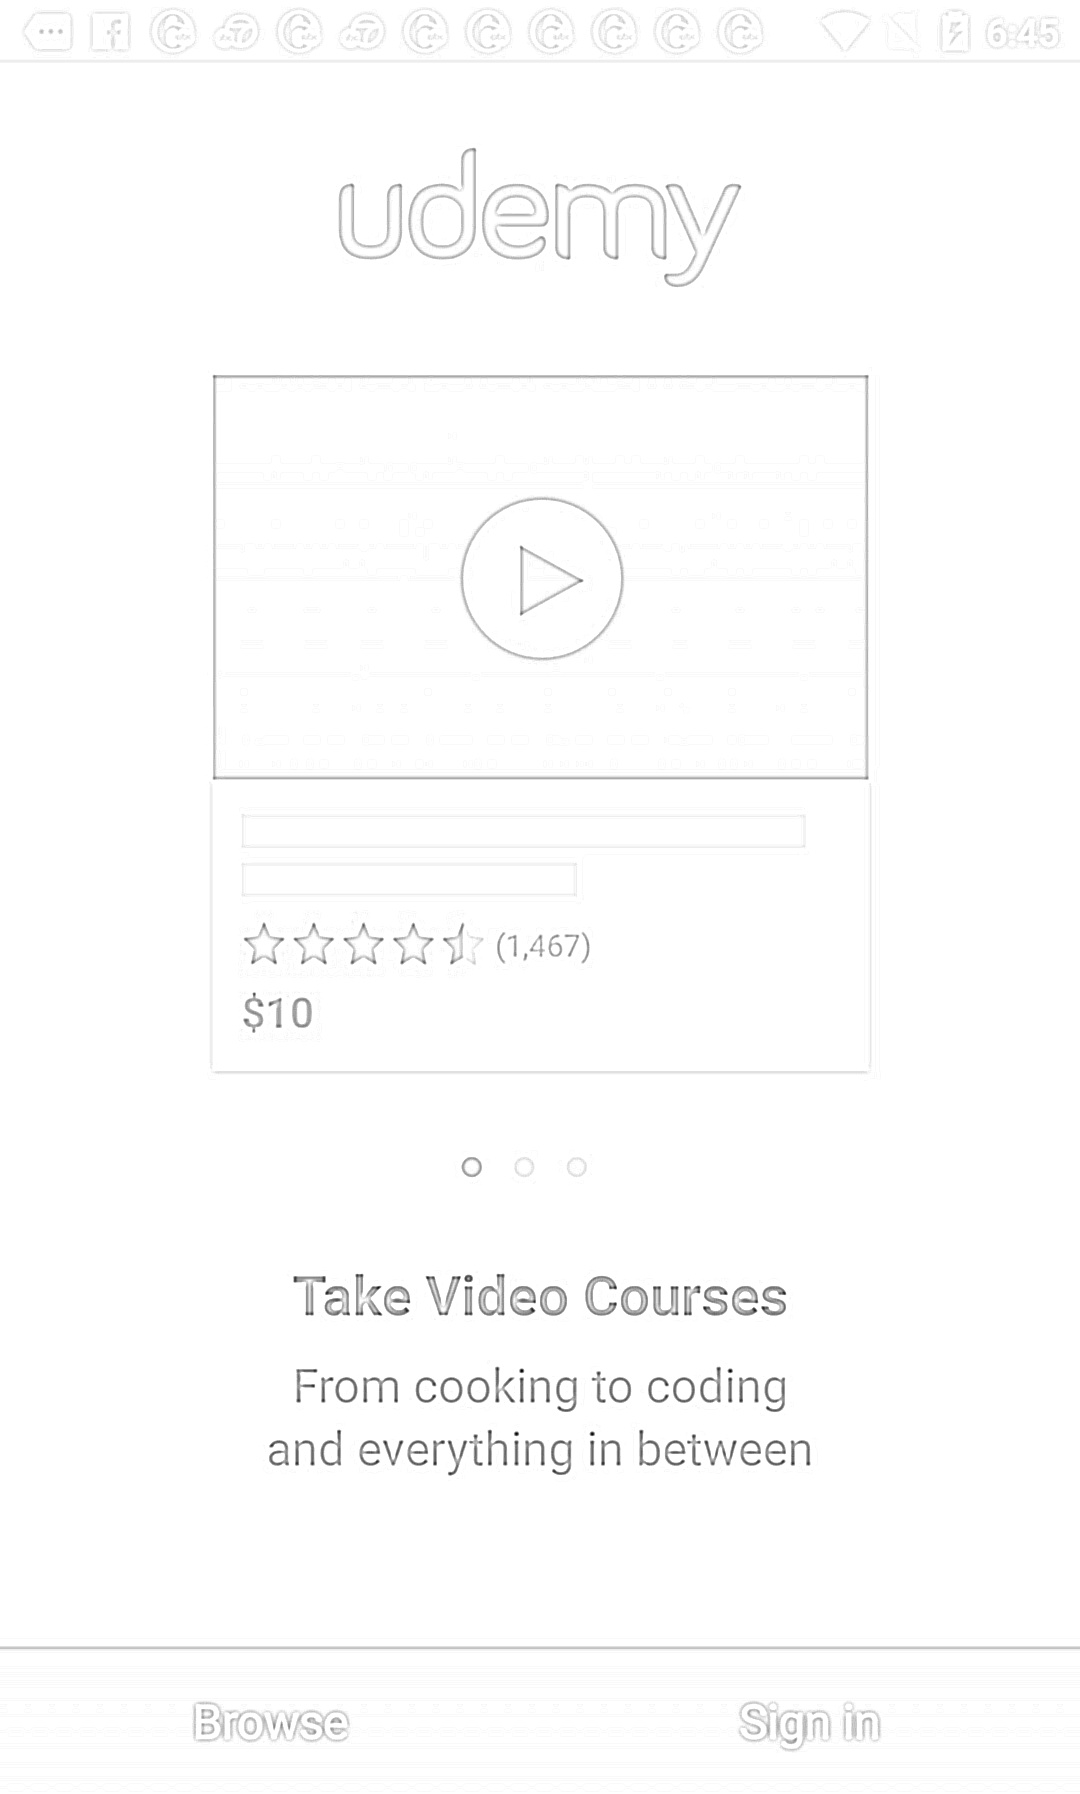 6:45
udemy
(1,467)
$10
Take Video Courses
From cooking to coding
and everything in between
Browse
Sign in